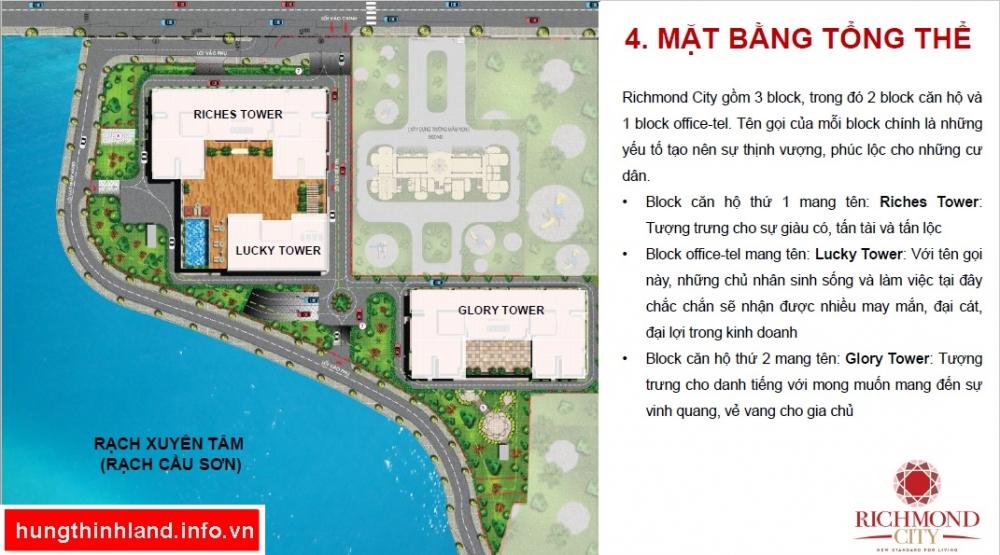 4. MẶT BẰNG TỔNG THỂ
Richmond City gồm 3 block, trong đó 2 block căn hộ và
1 block office-tel. Tên gọi của mỗi block chính là những
yếu tố tạo nên sự thịnh vượng, phúc lộc cho những cư
dân.
• Block căn hộ thứ 1 mang tên: Riches Tower:
Tượng trưng cho sự giàu có, tấn tài và tấn lộc
• Block office-tel mang tên: Lucky Tower: Với tên gọi
này, những chủ nhân sinh sống và làm việc tại đây
chắc chắn sẽ nhận được nhiều may mắn, đại cát,
đại lợi trong kinh doanh
• Block căn hộ thứ 2 mang tên: Glory Tower: Tượng
trưng cho danh tiếng với mong muốn mang đến sự
vinh quang, vẻ vang cho gia chủ
LỐI VÀO CHÍNH
LỐI VÀO PHỤ
RICHES TOWER
LUCKY TOWER
GLORY TOWER
LỐI VÀO PHỤ
RẠCH XUYÊN TÂM
(RẠCH CẦU SƠN)
hungthinhland.info.vn
RICHMOND
CITY
NEW STANDARD FOR LIVING